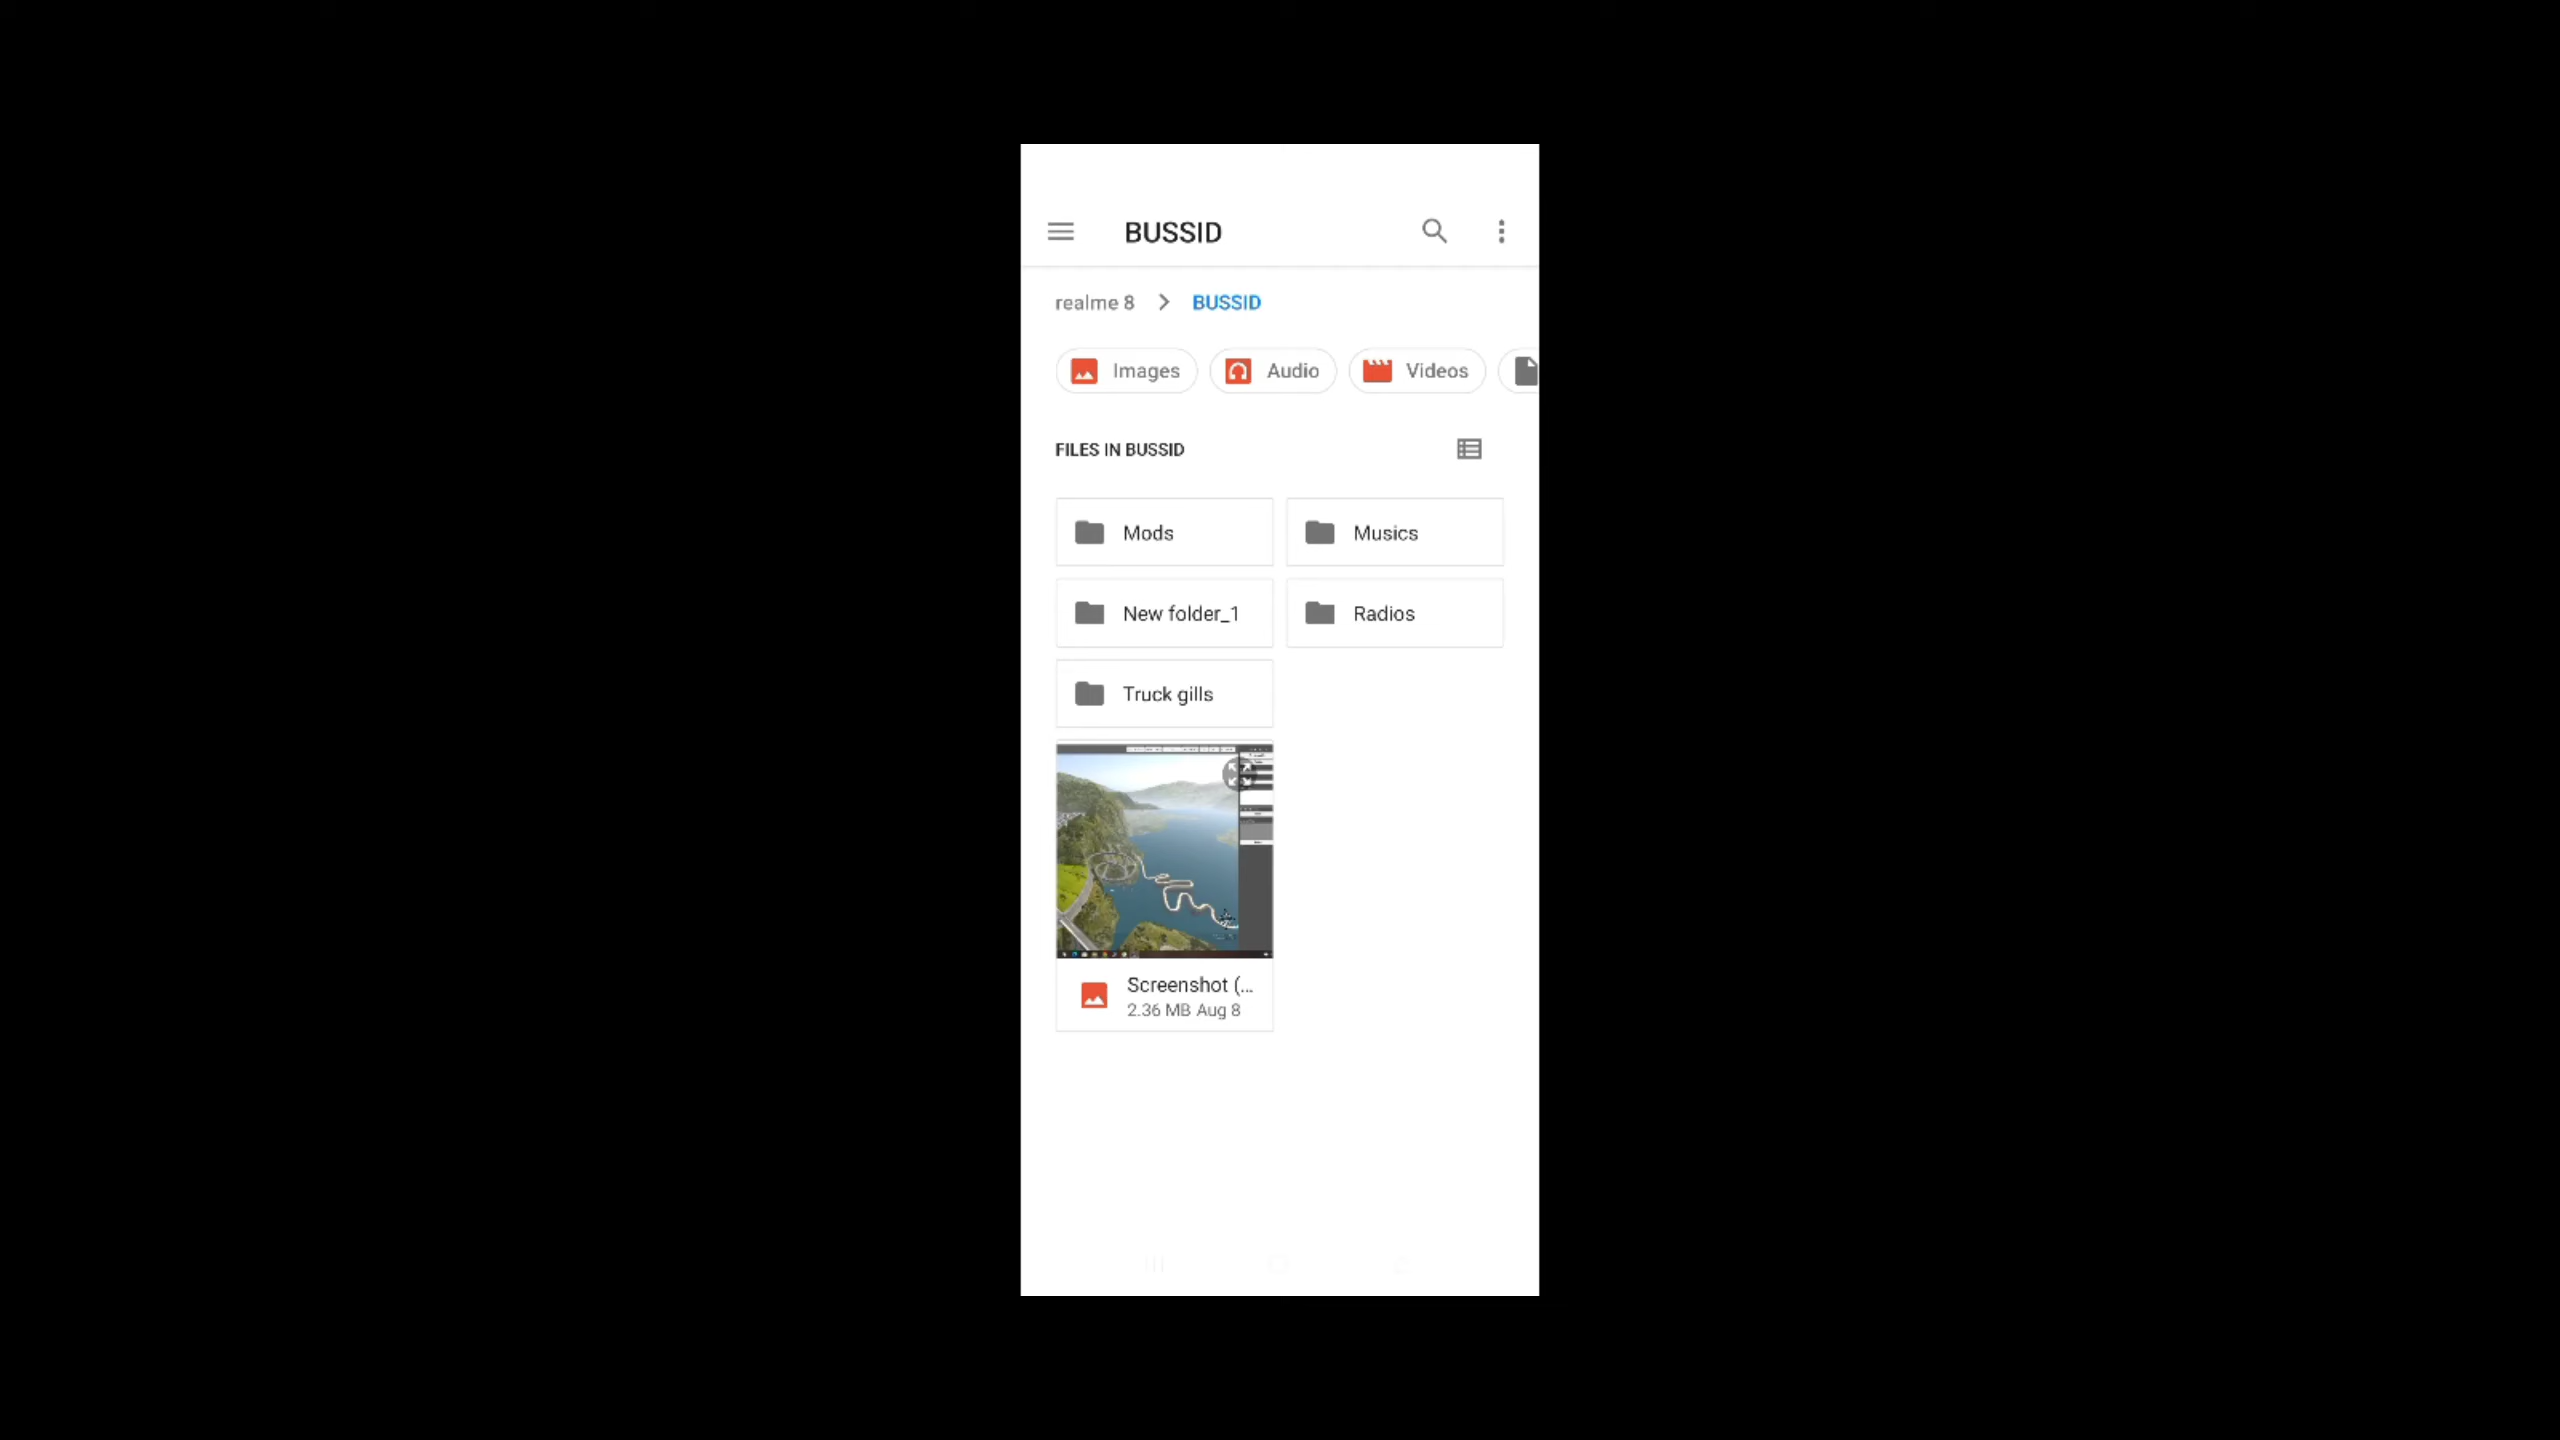 BUSSID
realme 8 > BUSSID
Images Audio Videos
FILES IN BUSSID
Mods Musics
New folder_1 Radios
Truck gills
Screenshot (...
2.36 MB Aug 8